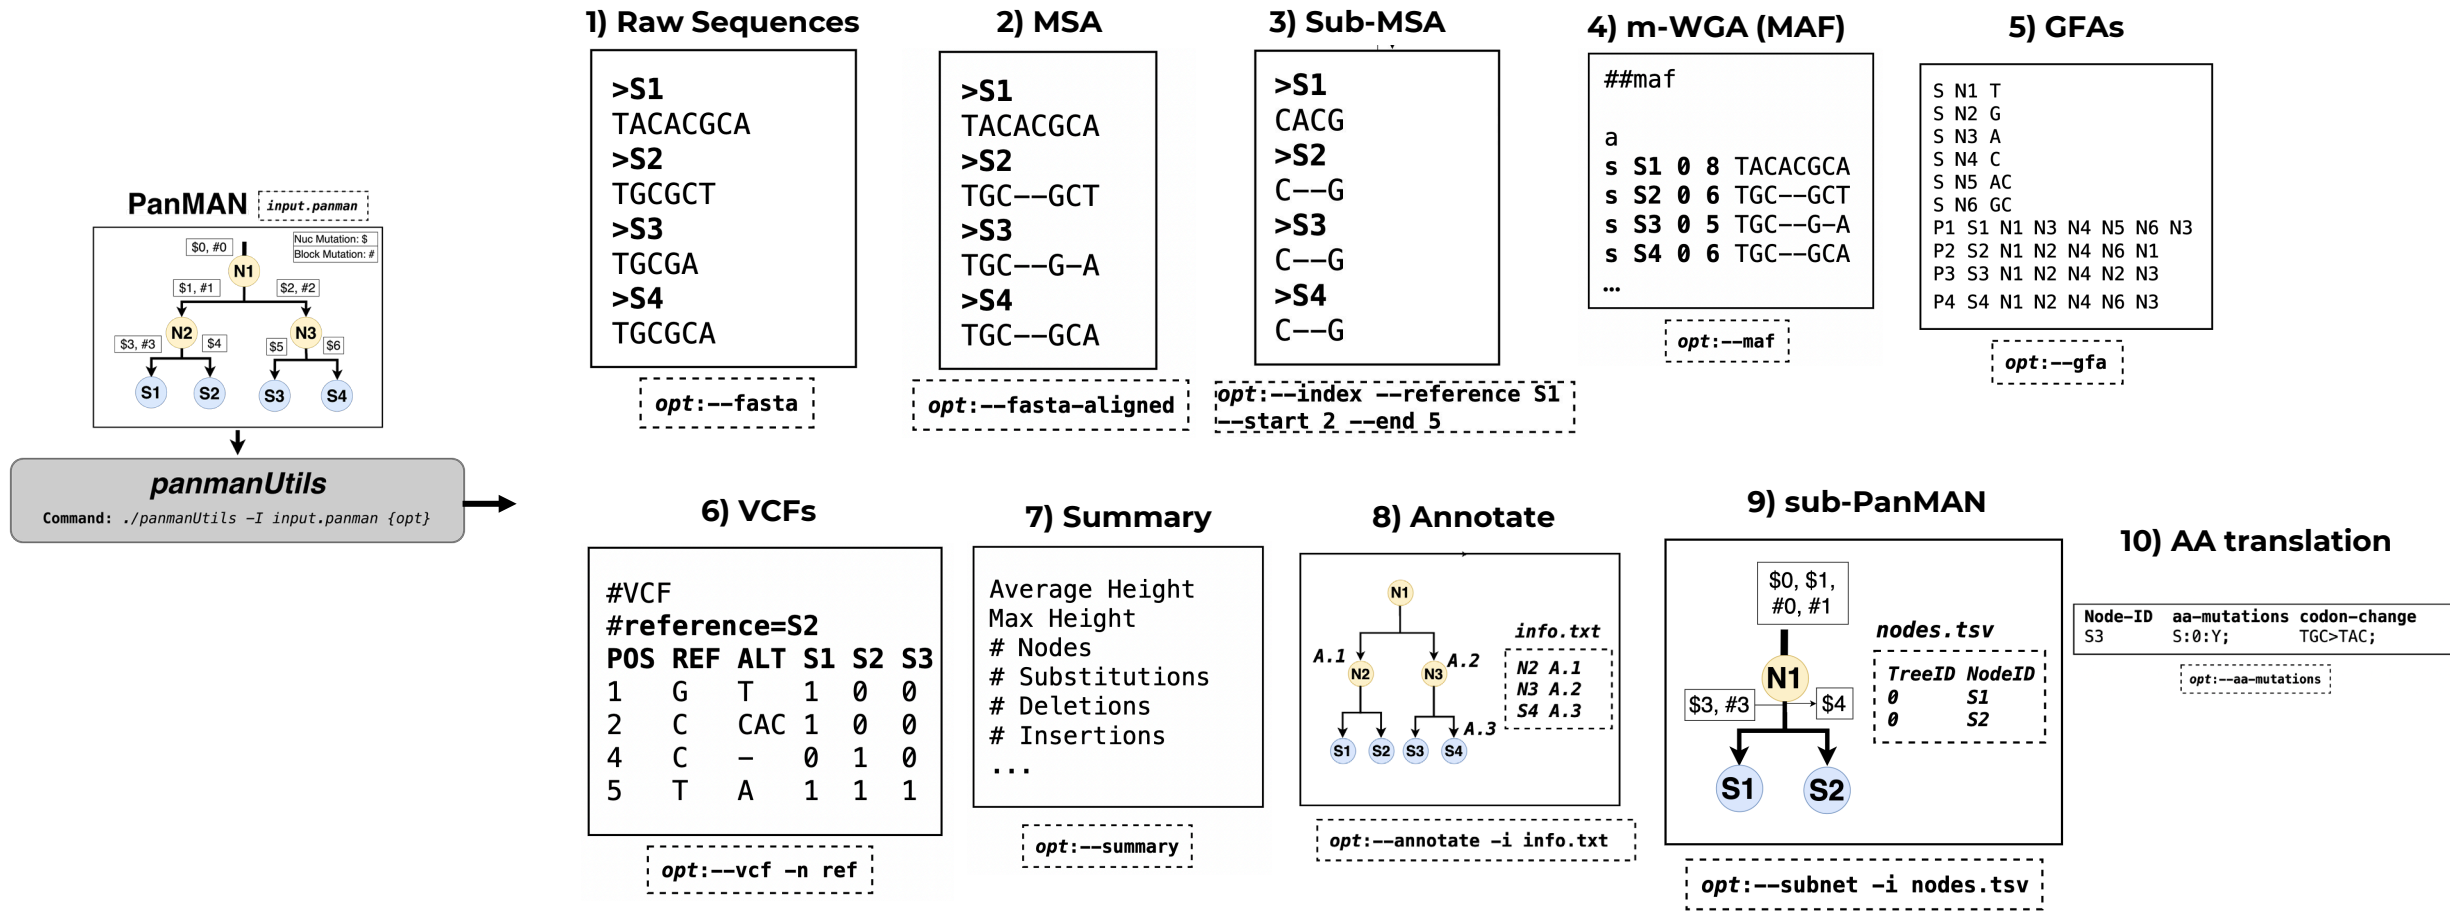 PanMAN
input.panman
$0, #0
Nuc Mutation: $
Block Mutation: #
N1
$1, #1
$2, #2
N2
N3
$3, #3
$4
$5
$6
S1
S2
S3
S4
panmanUtils
Command: ./panmanUtils -I input.panman {opt}
1) Raw Sequences
>S1
TACACGCA
>S2
TGCGCT
>S3
TGCGA
>S4
TGCGCA
opt:--fasta
2) MSA
>S1
TACACGCA
>S2
TGC--GCT
>S3
TGC--G-A
>S4
TGC--GCA
opt:--fasta-aligned
3) Sub-MSA
>S1
CACG
>S2
C--G
>S3
C--G
>S4
C--G
opt:--index --reference S1
--start 2 --end 5
4) m-WGA (MAF)
##maf
a
s S1 0 8 TACACGCA
s S2 0 6 TGC--GCT
s S3 0 5 TGC--G-A
s S4 0 6 TGC--GCA
…
opt:--maf
5) GFAs
S N1 T
S N2 G
S N3 A
S N4 C
S N5 AC
S N6 GC
P1 S1 N1 N3 N4 N5 N6 N3
P2 S2 N1 N2 N4 N6 N1
P3 S3 N1 N2 N4 N2 N3
P4 S4 N1 N2 N4 N6 N3
opt:--gfa
6) VCFs
#VCF
#reference=S2
POS REF ALT S1 S2 S3
1 G T 1 0 0
2 C CAC 1 0 0
4 C - 0 1 0
5 T A 1 1 1
opt:--vcf -n ref
7) Summary
Average Height
Max Height
# Nodes
# Substitutions
# Deletions
# Insertions
...
opt:--summary
8) Annotate
N1
A.1
N2
N3
A.2
S1
S2
S3
S4
A.3
info.txt
N2 A.1
N3 A.2
S4 A.3
opt:--annotate -i info.txt
9) sub-PanMAN
$0, $1,
#0, #1
N1
$3, #3
$4
S1
S2
nodes.tsv
TreeID NodeID
0 S1
0 S2
opt:--subnet -i nodes.tsv
10) AA translation
Node-ID aa-mutations codon-change
S3 S:0:Y; TGC>TAC;
opt:--aa-mutations